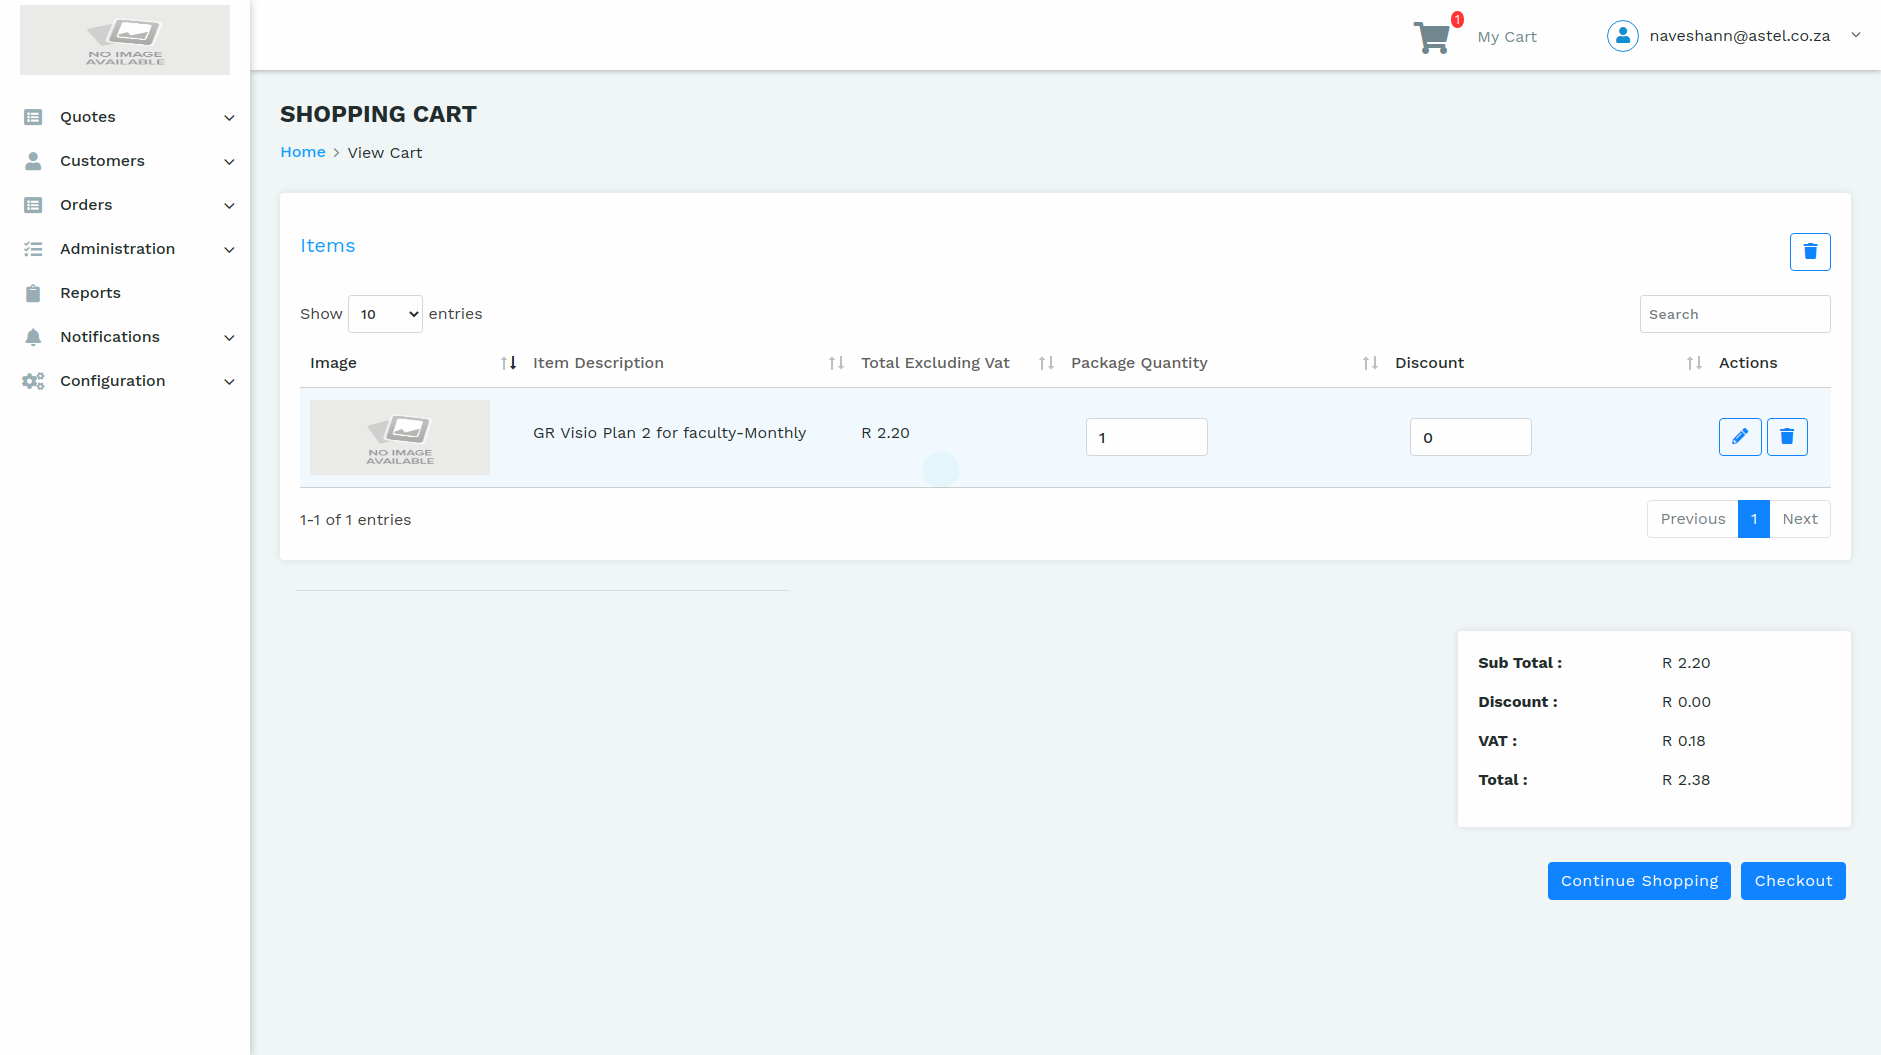 NO IMAGE
AVAILABLE
1
My Cart
naveshann@astel.co.za
Quotes
Customers
Orders
Administration
Reports
Notifications
Configuration
SHOPPING CART
Home > View Cart
Items
Show 10 entries
Search
Image
Item Description
Total Excluding Vat
Package Quantity
Discount
Actions
NO IMAGE
AVAILABLE
GR Visio Plan 2 for faculty-Monthly
R 2.20
1
0
1-1 of 1 entries
Previous 1 Next
Sub Total : R 2.20
Discount : R 0.00
VAT : R 0.18
Total : R 2.38
Continue Shopping
Checkout